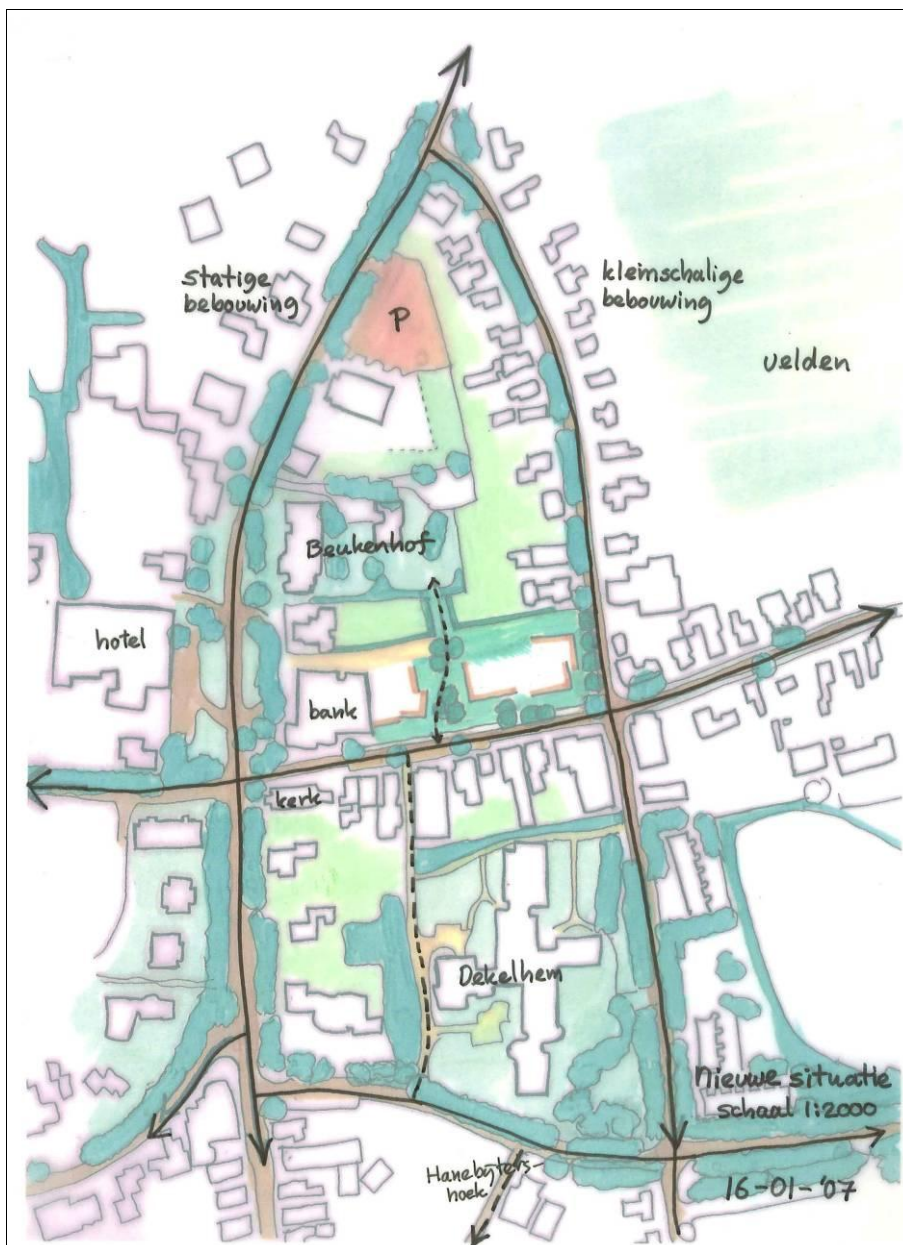 statige
bebouwing
kleinschalige
bebouwing
P
velden
Beukenhof
hotel
bank
kerk
Dekelhem
nieuwe situatie
schaal 1:2000
Hanebijters-
hoek
16-01-'07